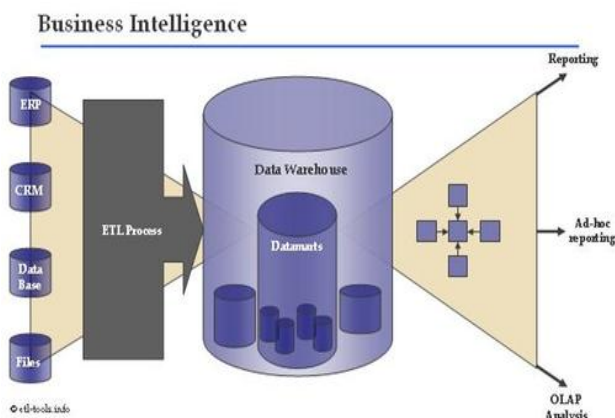 Business Intelligence
ERP
CRM
Data
Base
Files
ETL Process
Data Warehouse
Datamarts
Reporting
Ad-hoc
reporting
OLAP
Analysis
© etl-tools.info